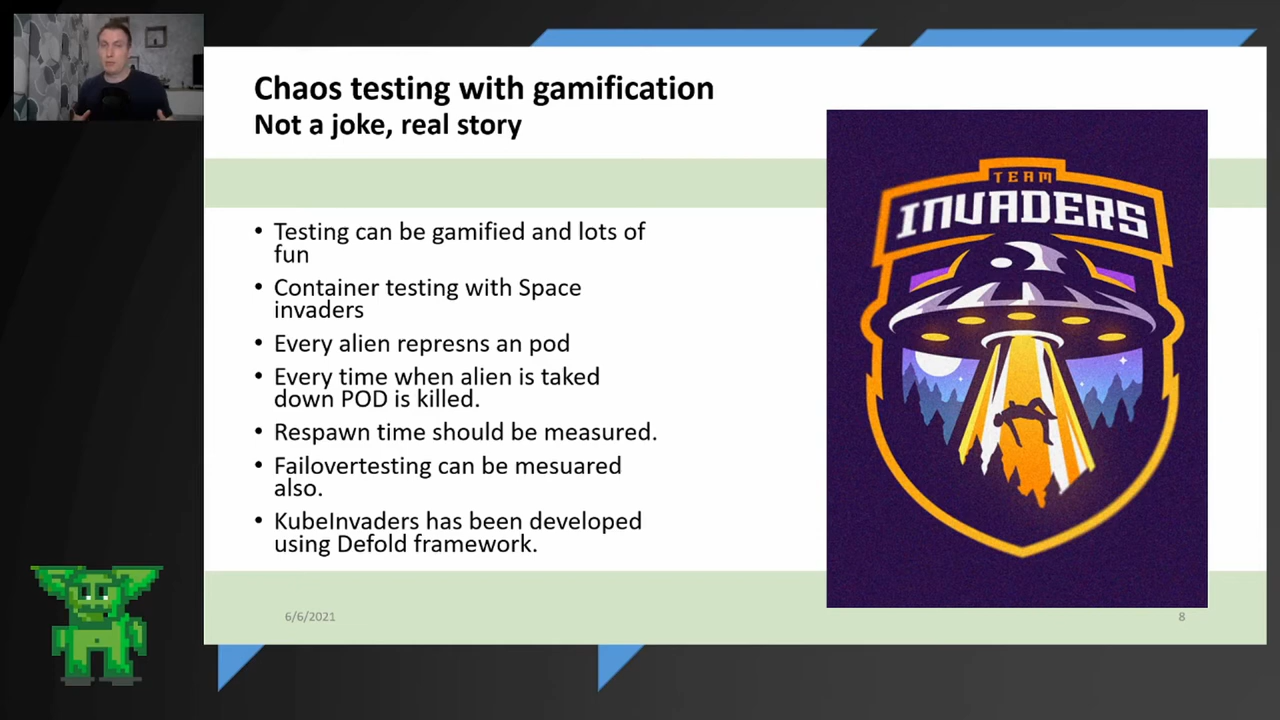 Chaos testing with gamification
Not a joke, real story
• Testing can be gamified and lots of
fun
• Container testing with Space
invaders
• Every alien represns an pod
• Every time when alien is taked
down POD is killed.
• Respawn time should be measured.
• Failovertesting can be mesuared
also.
• KubeInvaders has been developed
using Defold framework.
TEAM
INVADERS
6/6/2021
8